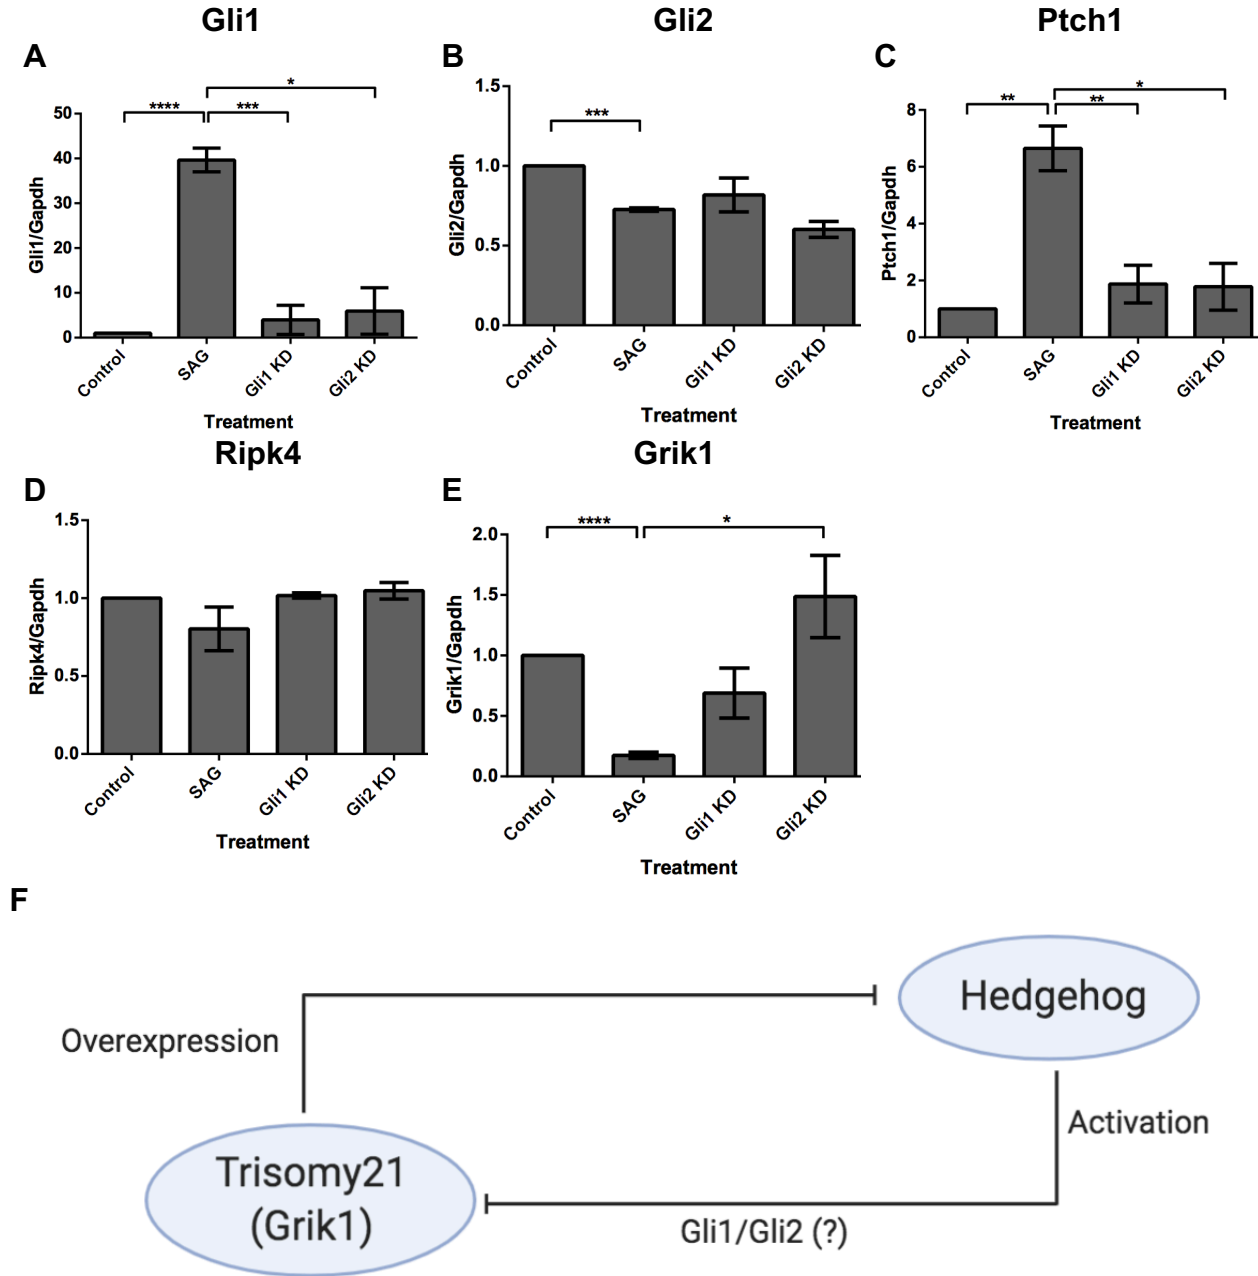 Gli1
Gli2
Ptch1
A
B
C
Gli1/Gapdh
50
40
30
20
10
0
****
***
*
Control
SAG
Gli1 KD
Gli2 KD
Treatment
Gli2/Gapdh
1.5
1.0
0.5
0.0
***
Control
SAG
Gli1 KD
Gli2 KD
Treatment
Ptch1/Gapdh
8
6
4
2
0
**
**
*
Control
SAG
Gli1 KD
Gli2 KD
Treatment
Ripk4
Grik1
D
E
Ripk4/Gapdh
1.5
1.0
0.5
0.0
Control
SAG
Gli1 KD
Gli2 KD
Treatment
Grik1/Gapdh
2.0
1.5
1.0
0.5
0.0
****
*
Control
SAG
Gli1 KD
Gli2 KD
Treatment
F
Hedgehog
Overexpression
Activation
Trisomy21
(Grik1)
Gli1/Gli2 (?)